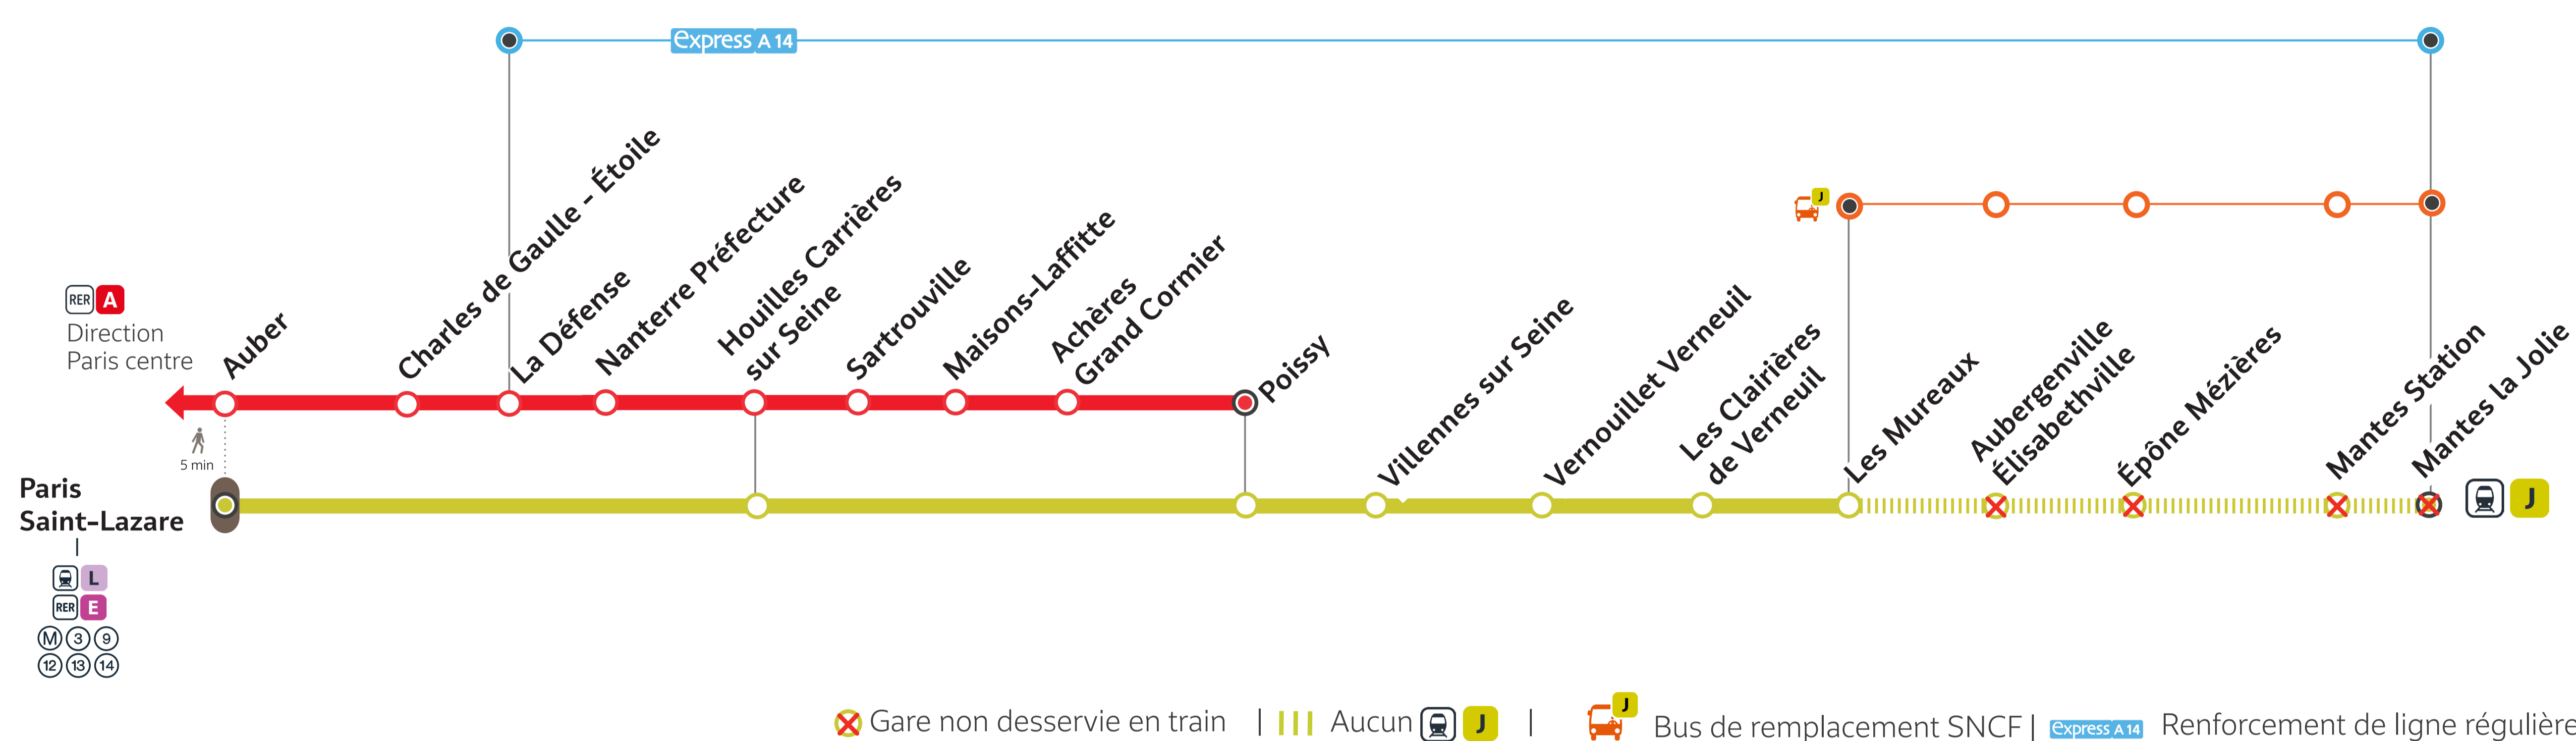 express A 14
Charles de Gaulle - Étoile
Nanterre Préfecture
Houilles Carrières
sur Seine
Maisons-Laffitte
Achères
Grand Cormier
J
RER A
Direction
Paris centre
Auber
La Défense
Sartrouville
Poissy
Villennes sur Seine
Vernouillet Verneuil
Les Clairières
de Verneuil
Les Mureaux
Aubergenville
Élisabethville
Épône Mézières
Mantes Station
Mantes la Jolie
5 min
Paris
Saint-Lazare
J
L
RER E
M 3 9
12 13 14
Gare non desservie en train | Aucun J | J Bus de remplacement SNCF | express A 14 Renforcement de ligne régulière